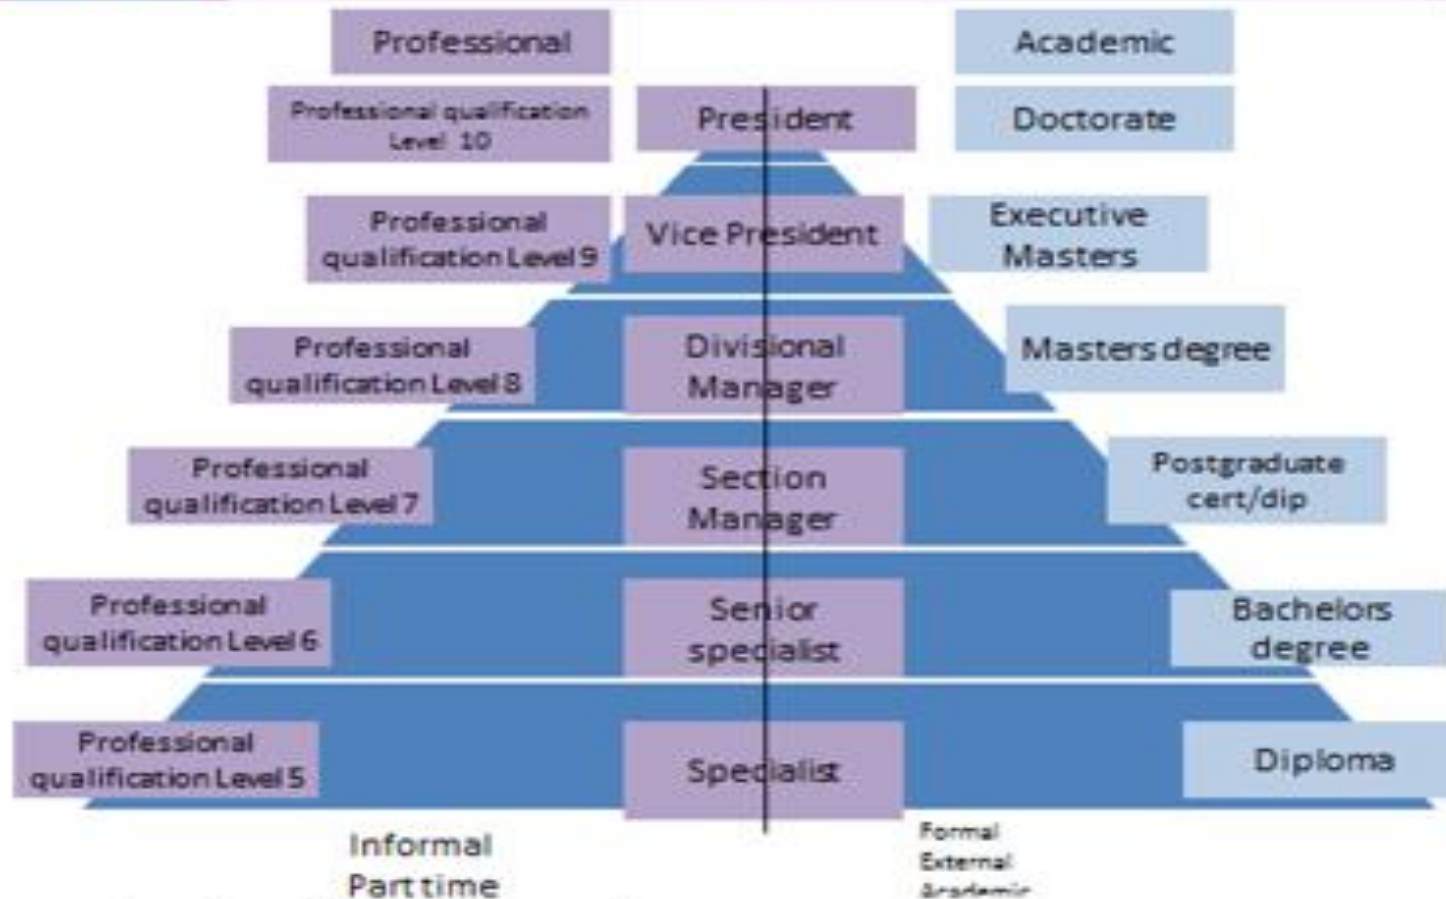 Professional
Academic
Professional qualification
Level 10
President
Doctorate
Professional
qualification Level 9
Vice President
Executive
Masters
Professional
qualification Level 8
Divisional
Manager
Masters degree
Professional
qualification Level 7
Section
Manager
Postgraduate
cert/dip
Professional
qualification Level 6
Senior
specialist
Bachelors
degree
Professional
qualification Level 5
Specialist
Diploma
Informal
Part time
Formal
External
Academic